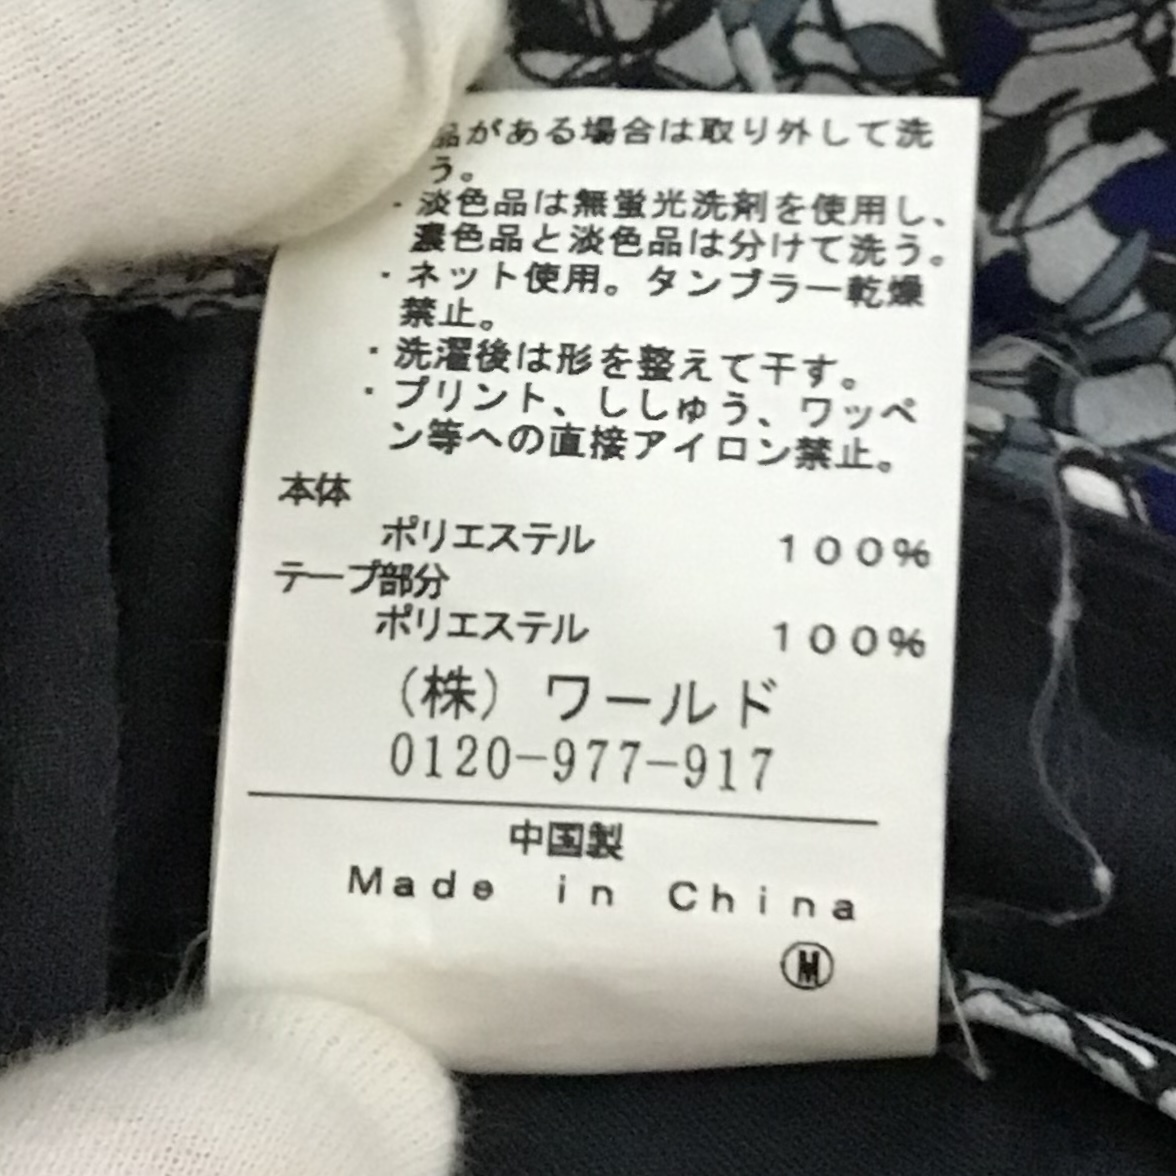 品がある場合は取り外して洗
う。
・淡色品は無蛍光洗剤を使用し、
濃色品と淡色品は分けて洗う。
・ネット使用。タンブラー乾燥
禁止。
・洗濯後は形を整えて干す。
・プリント、ししゅう、ワッペ
ン等への直接アイロン禁止。
本体
ポリエステル 100%
テープ部分
ポリエステル 100%
(株) ワールド
0120-977-917
中国製
Made in China
Ⓜ